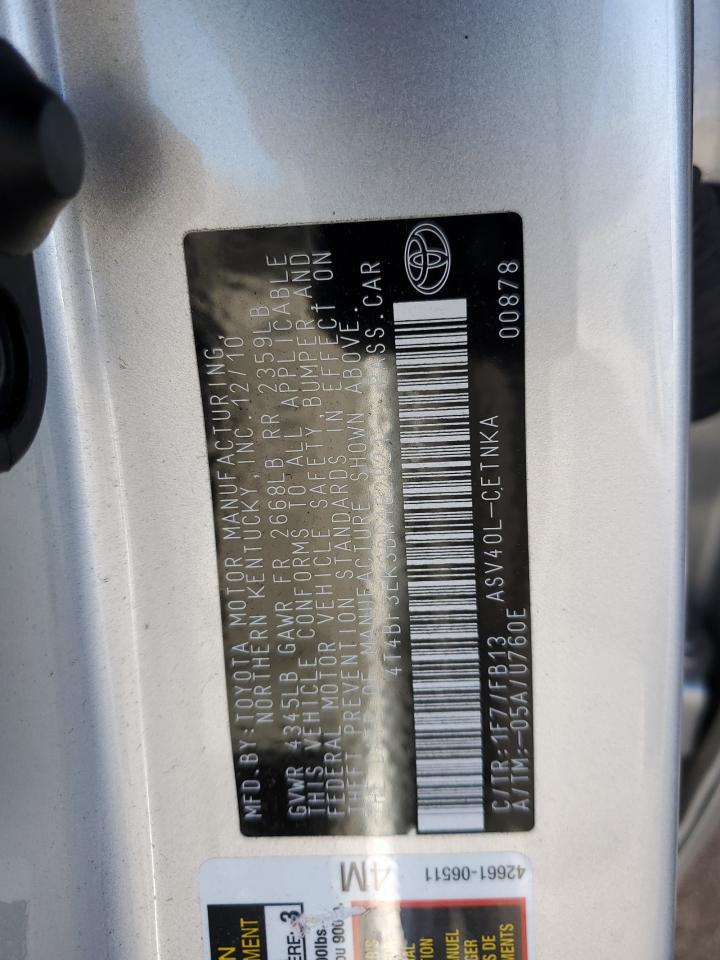 MFD. BY: TOYOTA MOTOR MANUFACTURING,
NORTHERN KENTUCKY, INC. 12/10
GVWR 4345LB GAWR FR 2668LB RR 2359LB
THIS VEHICLE CONFORMS TO ALL APPLICABLE
FEDERAL MOTOR VEHICLE SAFETY, BUMPER, AND
THEFT PREVENTION STANDARDS IN EFFECT ON
THE DATE OF MANUFACTURE SHOWN ABOVE.
PASS.CAR
C/TR:1F7/FB13 ASV40L-CETNKA
A/TM:-05A/U760E 00878
4M 42661-06511